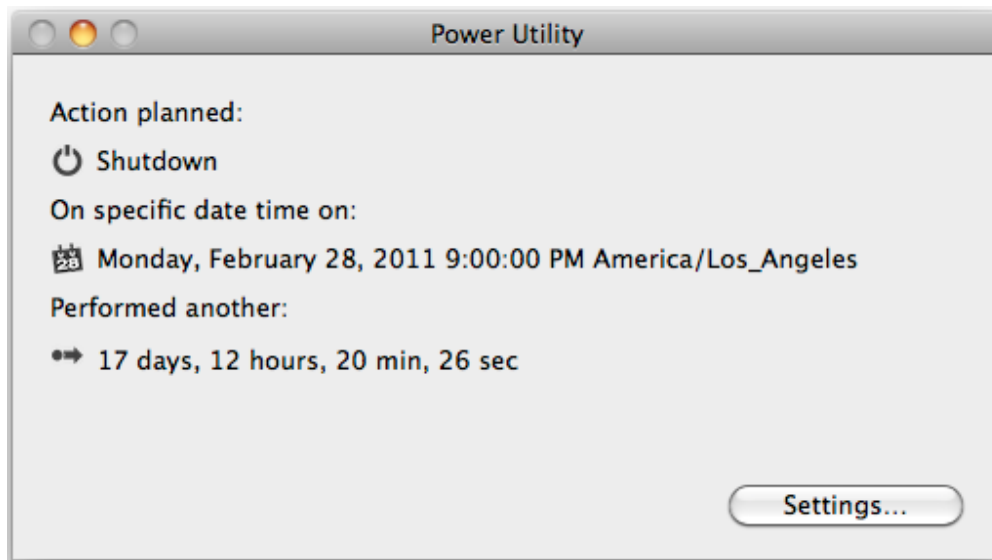 Power Utility
Action planned:
Shutdown
On specific date time on:
28 Monday, February 28, 2011 9:00:00 PM America/Los_Angeles
Performed another:
17 days, 12 hours, 20 min, 26 sec
Settings...